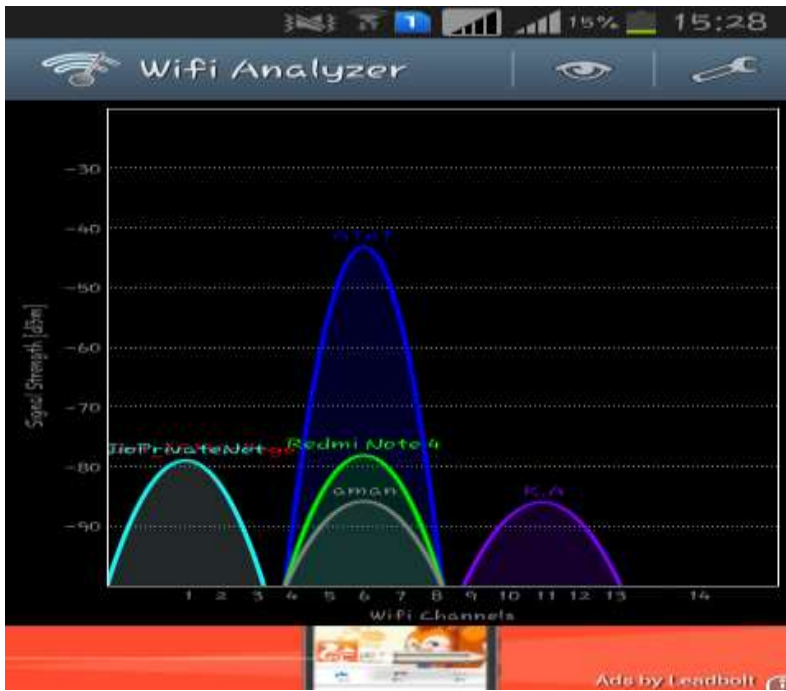 1 15% 15:28
Wifi Analyzer
-30
-40
-50
-60
-70
-80
-90
Signal Strength [dBm]
JioPrivateNet
Redmi Note 4
aman
K.A
1 2 3 4 5 6 7 8 9 10 11 12 13 14
Wifi Channels
Ads by Leadbolt